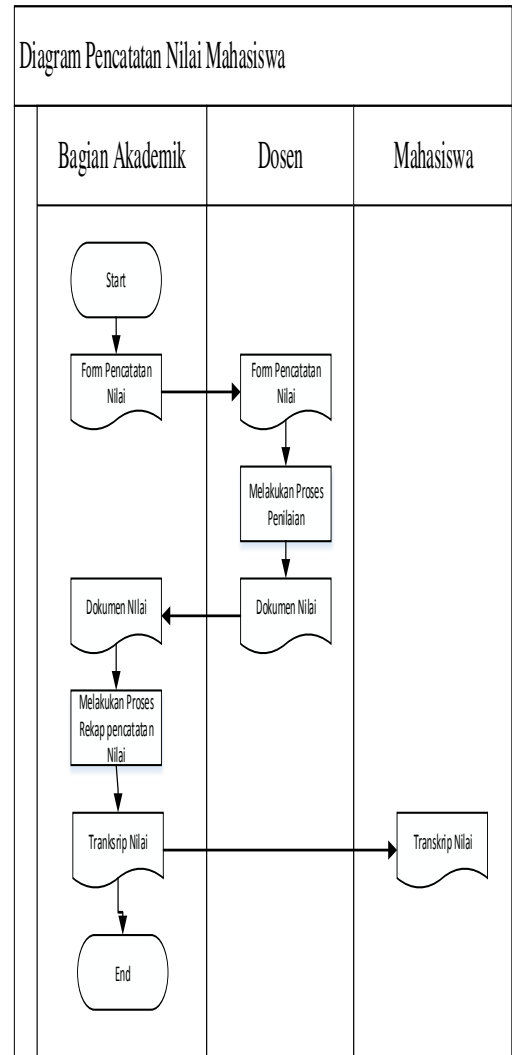 Diagram Pencatatan Nilai Mahasiswa
Bagian Akademik
Dosen
Mahasiswa
Start
Form Pencatatan
Nilai
Form Pencatatan
Nilai
Melakukan Proses
Penilaian
Dokumen NIlai
Dokumen Nilai
Melakukan Proses
Rekap pencatatan
Nilai
Tranksrip Nilai
Transkrip Nilai
End